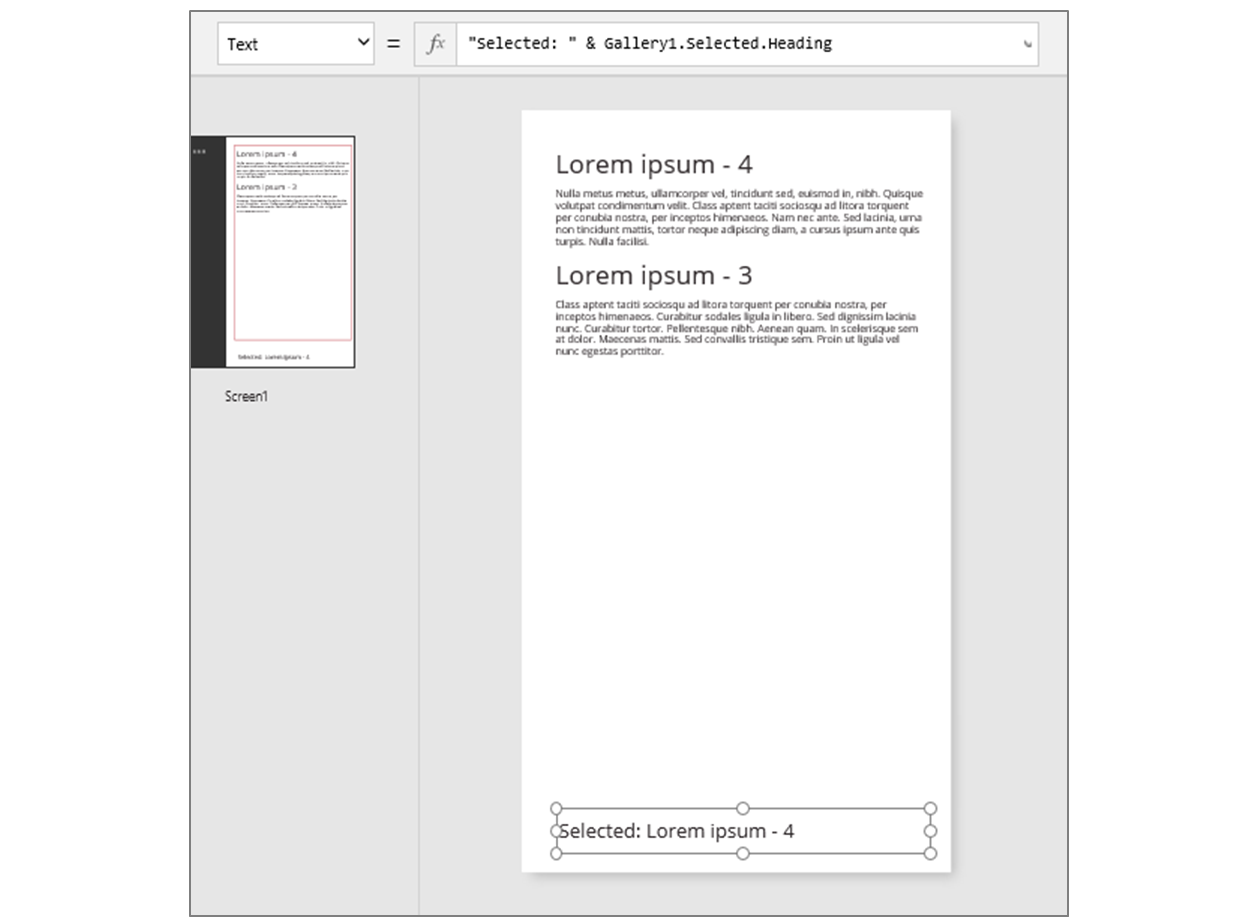 Text = fx "Selected: " & Gallery1.Selected.Heading
Lorem ipsum - 4
Lorem ipsum - 3
Selected: Lorem ipsum - 4
Screen1
Lorem ipsum - 4
Nulla metus metus, ullamcorper vel, tincidunt sed, euismod in, nibh. Quisque
volutpat condimentum velit. Class aptent taciti sociosqu ad litora torquent
per conubia nostra, per inceptos himenaeos. Nam nec ante. Sed lacinia, urna
non tincidunt mattis, tortor neque adipiscing diam, a cursus ipsum ante quis
turpis. Nulla facilisi.
Lorem ipsum - 3
Class aptent taciti sociosqu ad litora torquent per conubia nostra, per
inceptos himenaeos. Curabitur sodales ligula in libero. Sed dignissim lacinia
nunc. Curabitur tortor. Pellentesque nibh. Aenean quam. In scelerisque sem
at dolor. Maecenas mattis. Sed convallis tristique sem. Proin ut ligula vel
nunc egestas porttitor.
Selected: Lorem ipsum - 4